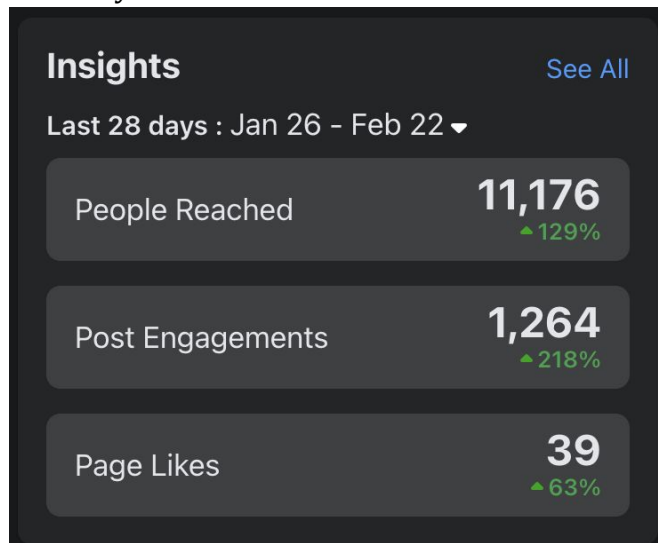 Insights
See All
Last 28 days : Jan 26 - Feb 22
People Reached
11,176
129%
Post Engagements
1,264
218%
Page Likes
39
63%